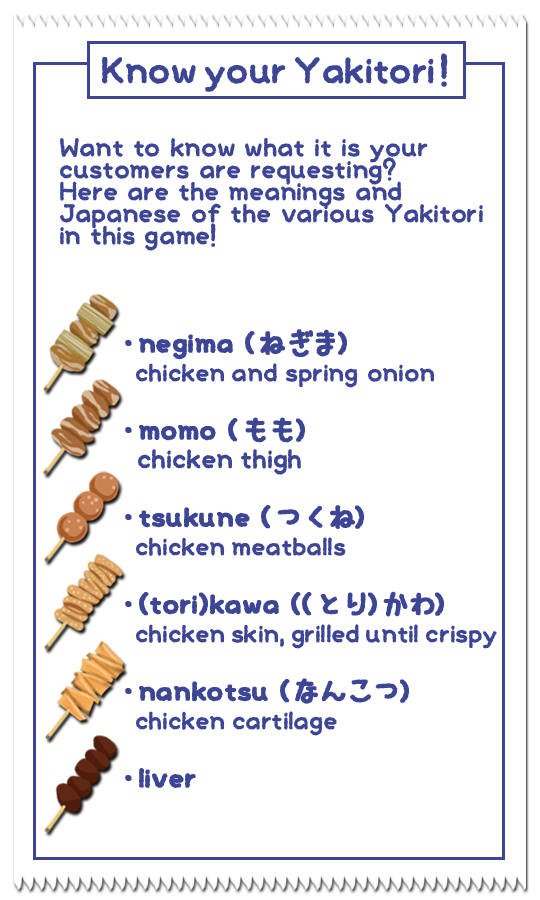 Know your Yakitori!
Want to know what it is your
customers are requesting?
Here are the meanings and
Japanese of the various Yakitori
in this game!
• negima (ねぎま)
chicken and spring onion
• momo (もも)
chicken thigh
• tsukune (つくね)
chicken meatballs
• (tori)kawa ((とり)かわ)
chicken skin, grilled until crispy
• nankotsu (なんこつ)
chicken cartilage
• liver